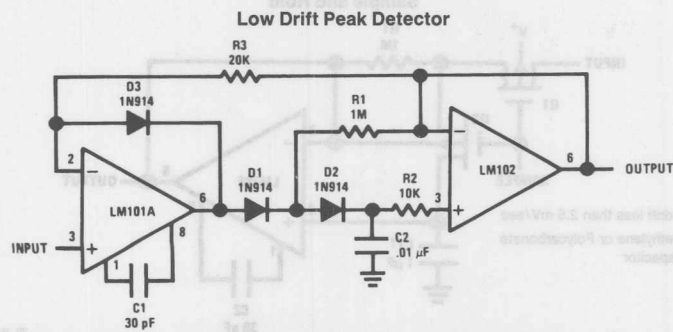 Low Drift Peak Detector
R3
20K
D3
1N914
R1
1M
2
−
LM101A
6
8
INPUT
3
+
1
C1
30 pF
D1
1N914
D2
1N914
R2
10K
C2
.01 μF
−
LM102
3
+
6
OUTPUT